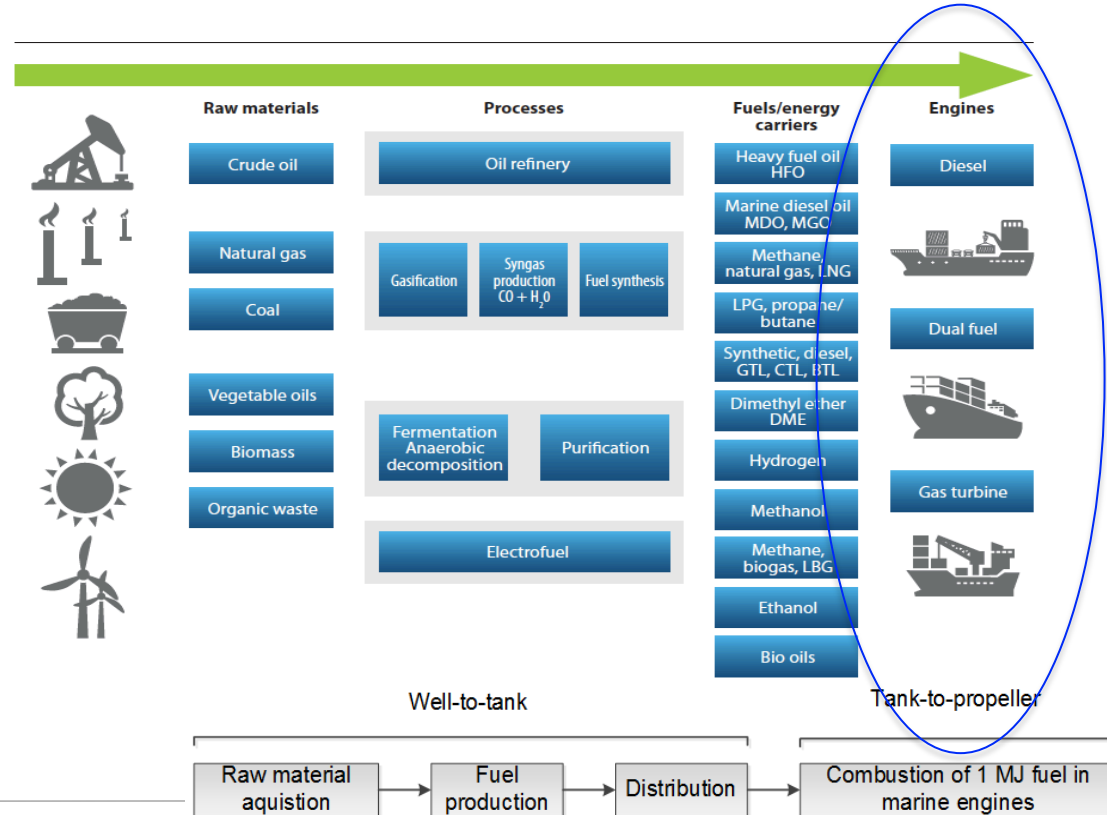 Raw materials
Processes
Fuels/energy
carriers
Engines
Crude oil
Natural gas
Coal
Vegetable oils
Biomass
Organic waste
Oil refinery
Gasification
Syngas
production
CO + H₂0
Fuel synthesis
Fermentation
Anaerobic
decomposition
Purification
Electrofuel
Heavy fuel oil
HFO
Marine diesel oil
MDO, MGO
Methane,
natural gas, LNG
LPG, propane/
butane
Synthetic, diesel,
GTL, CTL, BTL
Dimethyl ether
DME
Hydrogen
Methanol
Methane,
biogas, LBG
Ethanol
Bio oils
Diesel
Dual fuel
Gas turbine
Well-to-tank
Tank-to-propeller
Raw material
aquistion
Fuel
production
Distribution
Combustion of 1 MJ fuel in
marine engines